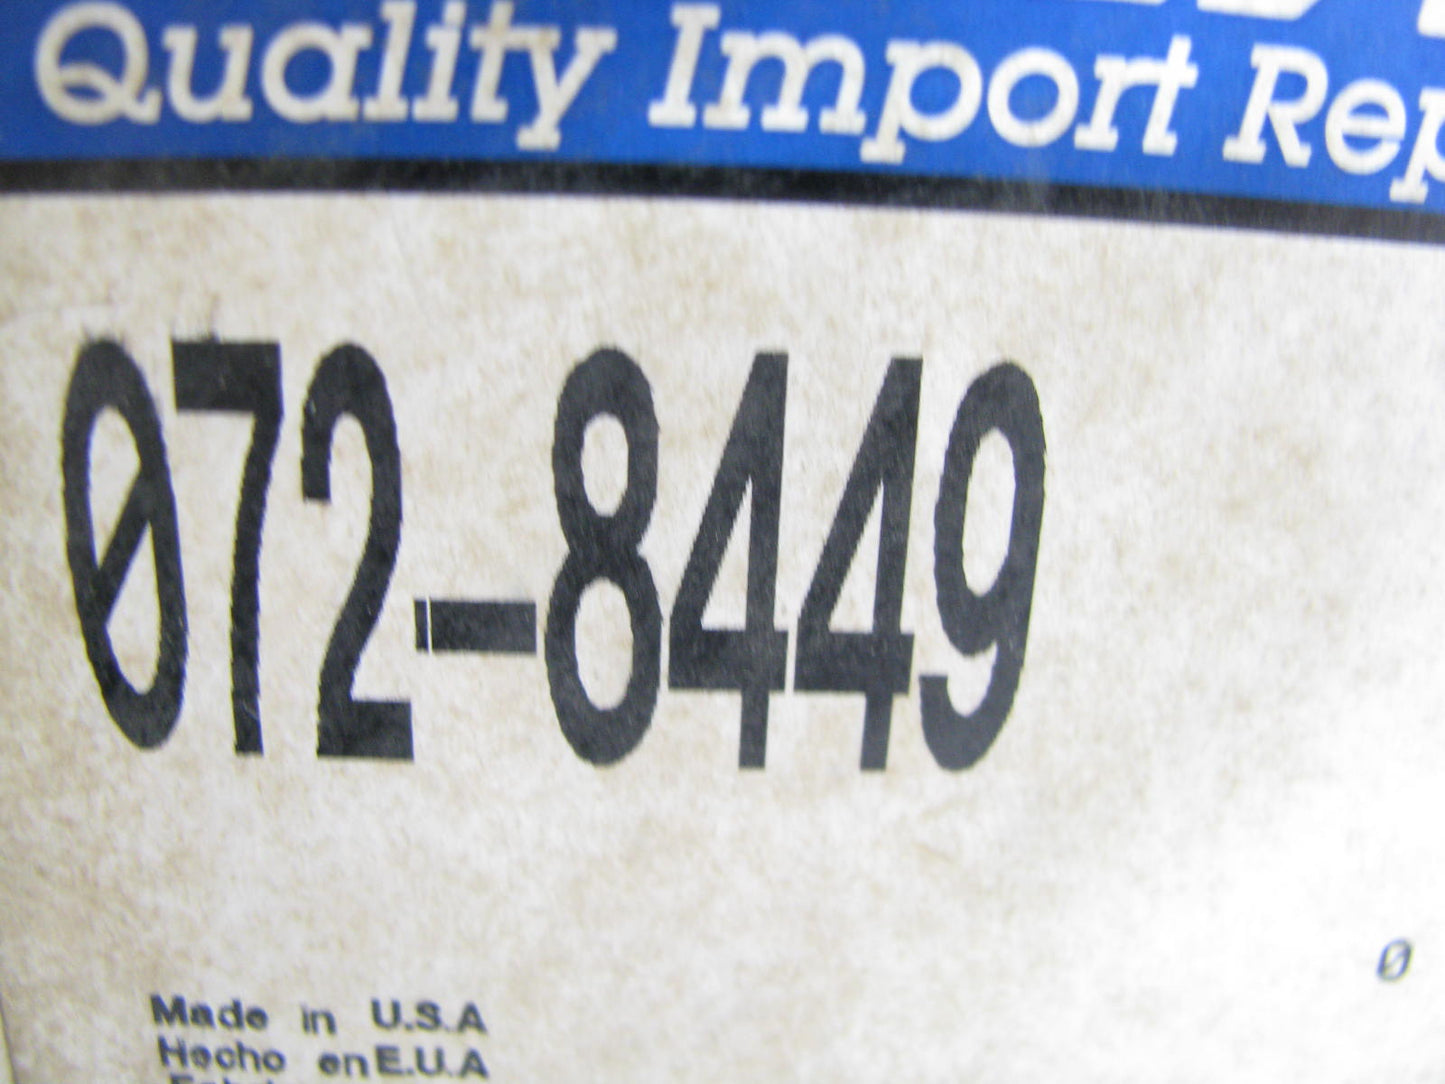 Quality Import Rep
072-8449
0
Made in U.S.A
Hecho en E.U.A